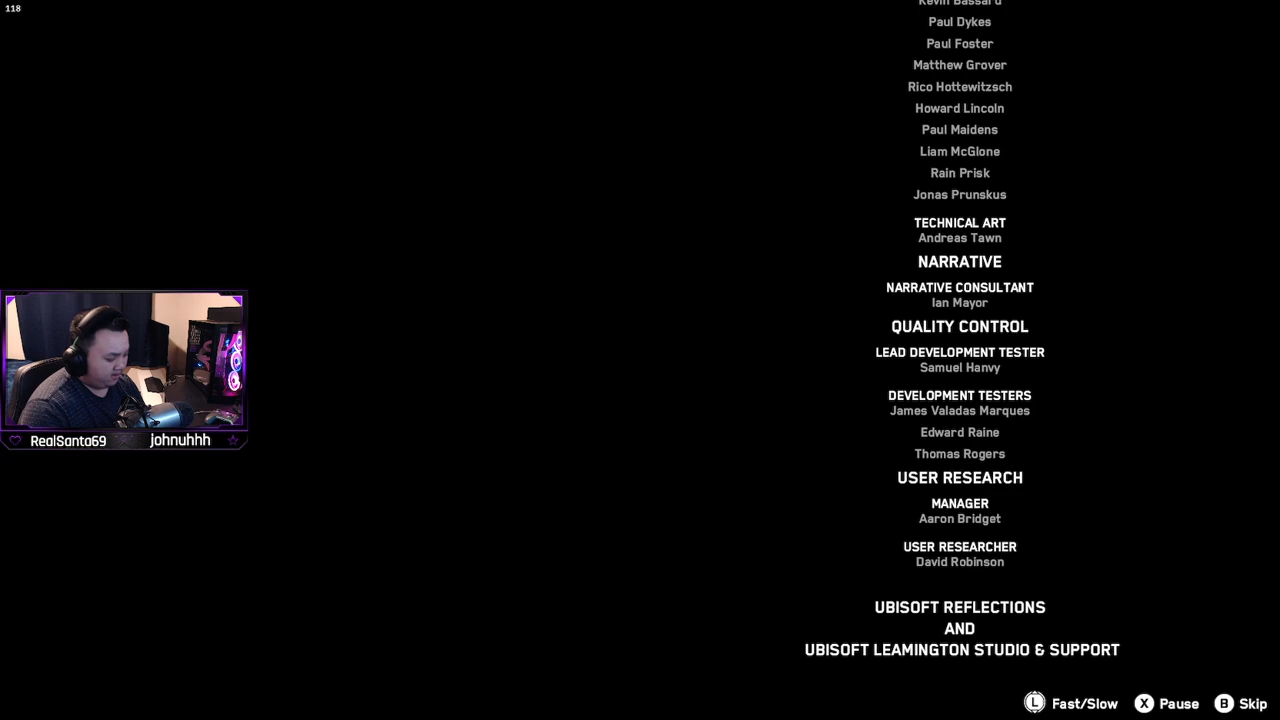 118
Kevin Bassard
Paul Dykes
Paul Foster
Matthew Grover
Rico Hottewitzsch
Howard Lincoln
Paul Maidens
Liam McGlone
Rain Prisk
Jonas Prunskus
TECHNICAL ART
Andreas Tawn
NARRATIVE
NARRATIVE CONSULTANT
Ian Mayor
QUALITY CONTROL
LEAD DEVELOPMENT TESTER
Samuel Hanvy
DEVELOPMENT TESTERS
James Valadas Marques
Edward Raine
Thomas Rogers
USER RESEARCH
MANAGER
Aaron Bridget
USER RESEARCHER
David Robinson
UBISOFT REFLECTIONS
AND
UBISOFT LEAMINGTON STUDIO & SUPPORT
RealSanta69 johnuhhh
L Fast/Slow X Pause B Skip